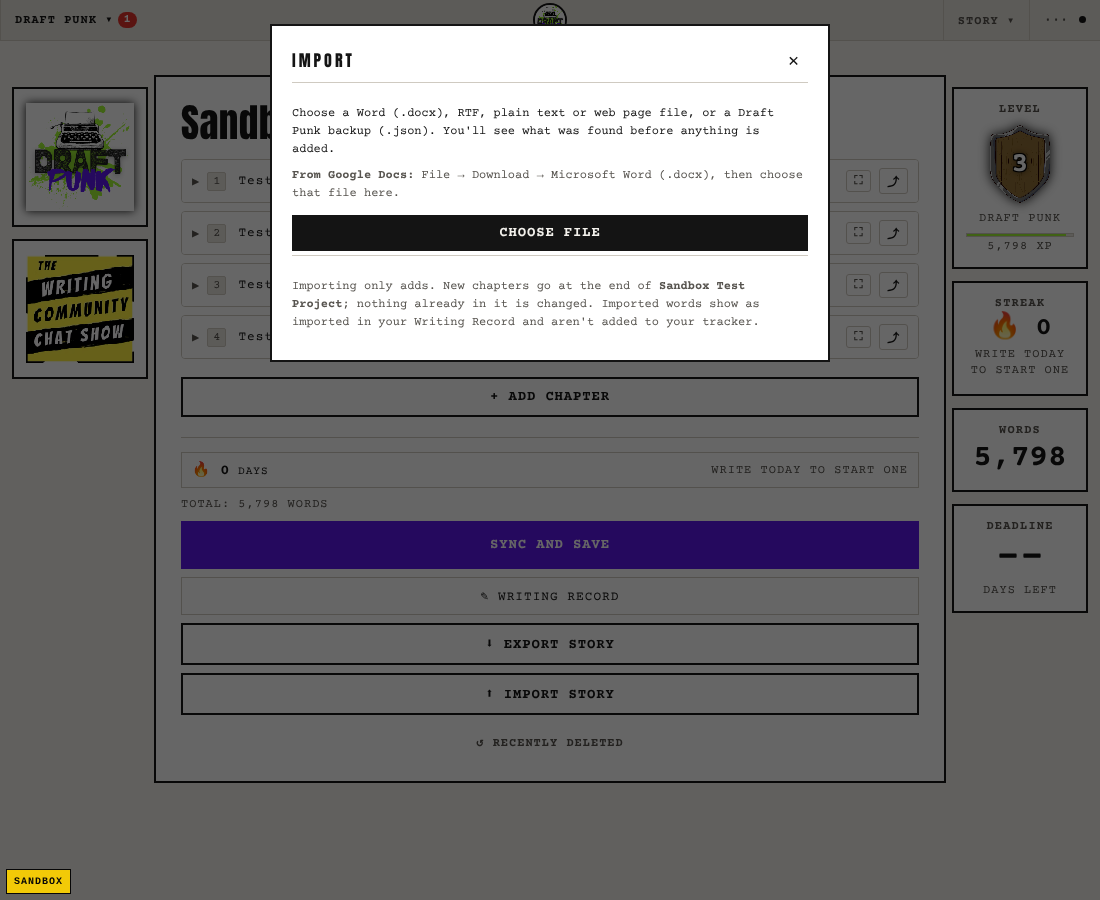 DRAFT PUNK ▾ 1
STORY ▾
···
IMPORT
×
Choose a Word (.docx), RTF, plain text or web page file, or a Draft
Punk backup (.json). You'll see what was found before anything is
added.
From Google Docs: File → Download → Microsoft Word (.docx), then choose
that file here.
CHOOSE FILE
Importing only adds. New chapters go at the end of Sandbox Test
Project; nothing already in it is changed. Imported words show as
imported in your Writing Record and aren't added to your tracker.
DRAFT
PUNK
THE
WRITING
COMMUNITY
CHAT SHOW
Sandb
▶ 1 Test
▶ 2 Test
▶ 3 Test
▶ 4 Test
+ ADD CHAPTER
0 DAYS
WRITE TODAY TO START ONE
TOTAL: 5,798 WORDS
SYNC AND SAVE
✎ WRITING RECORD
⬇ EXPORT STORY
⬆ IMPORT STORY
↺ RECENTLY DELETED
LEVEL
3
DRAFT PUNK
5,798 XP
STREAK
0
WRITE TODAY
TO START ONE
WORDS
5,798
DEADLINE
——
DAYS LEFT
SANDBOX